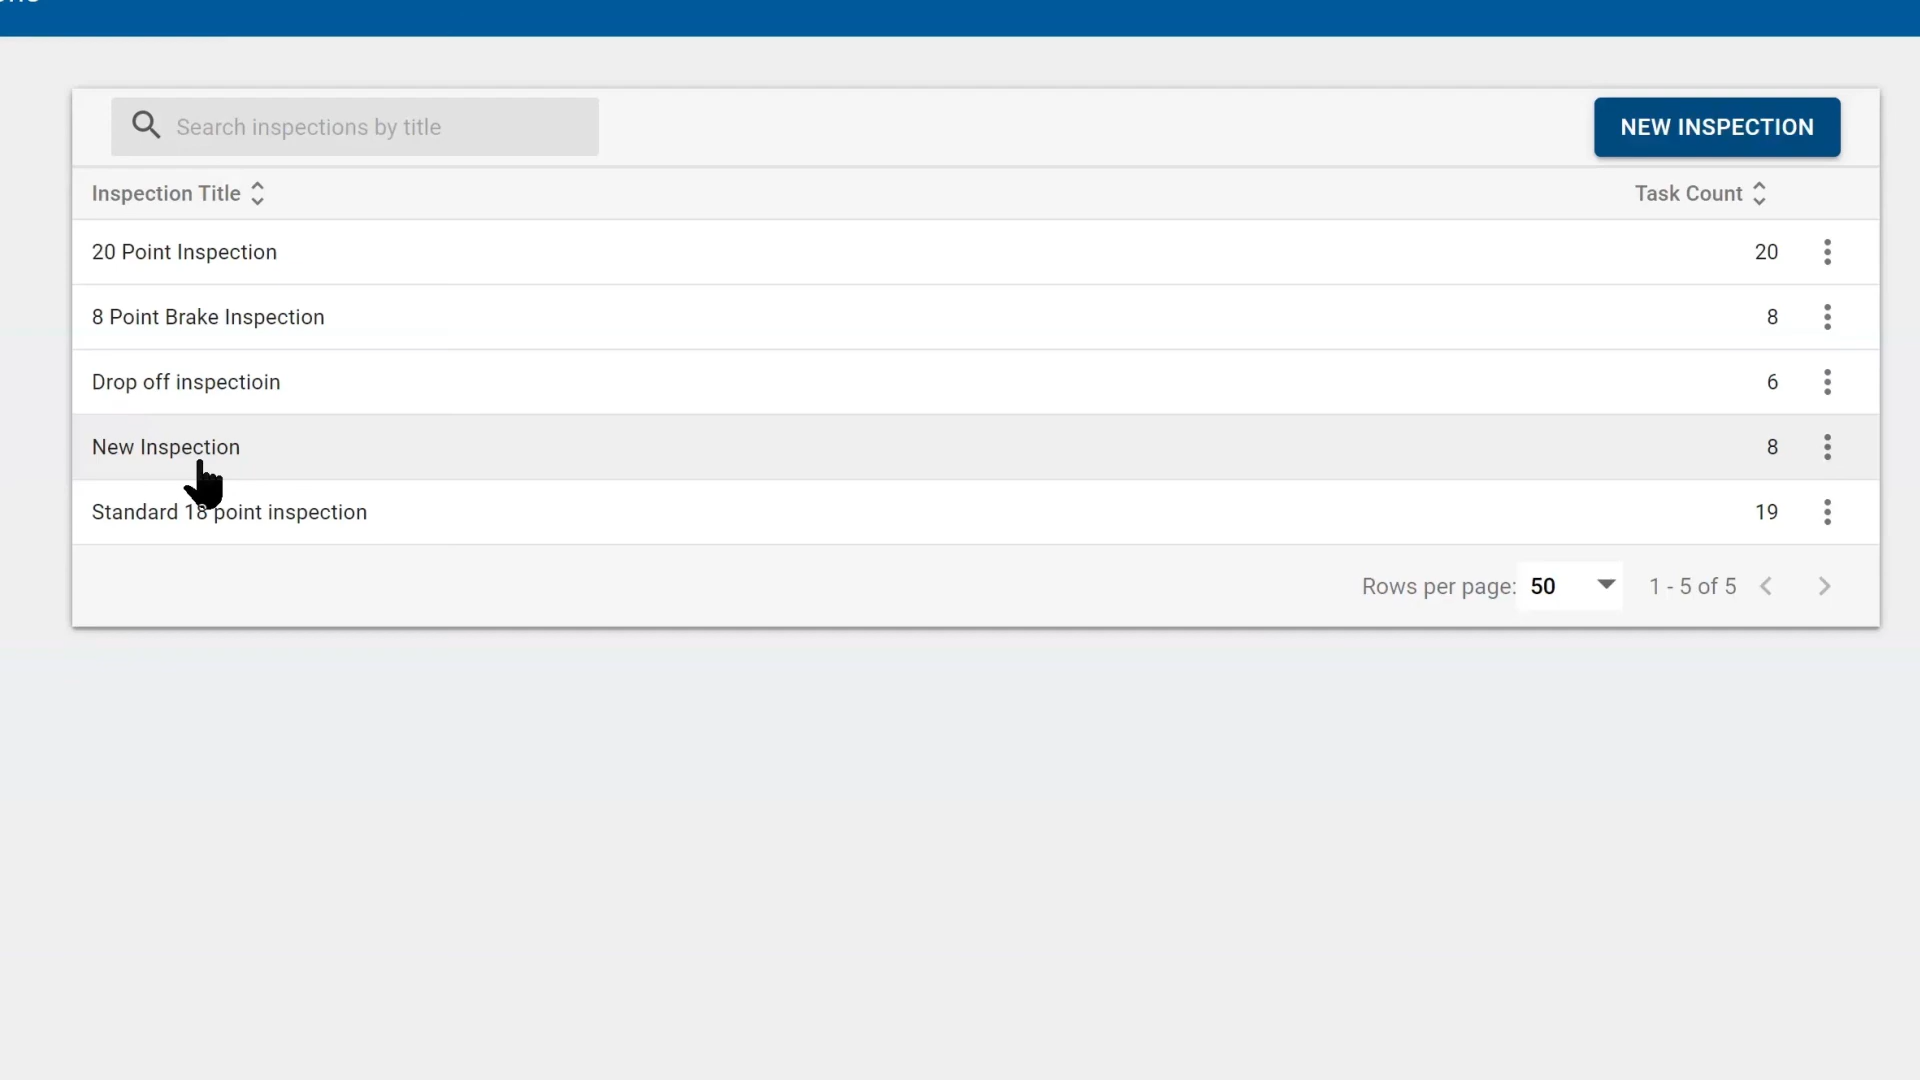 Search inspections by title
NEW INSPECTION
Inspection Title
Task Count
20 Point Inspection 20
8 Point Brake Inspection 8
Drop off inspectioin 6
New Inspection 8
Standard 18 point inspection 19
Rows per page: 50 1 - 5 of 5